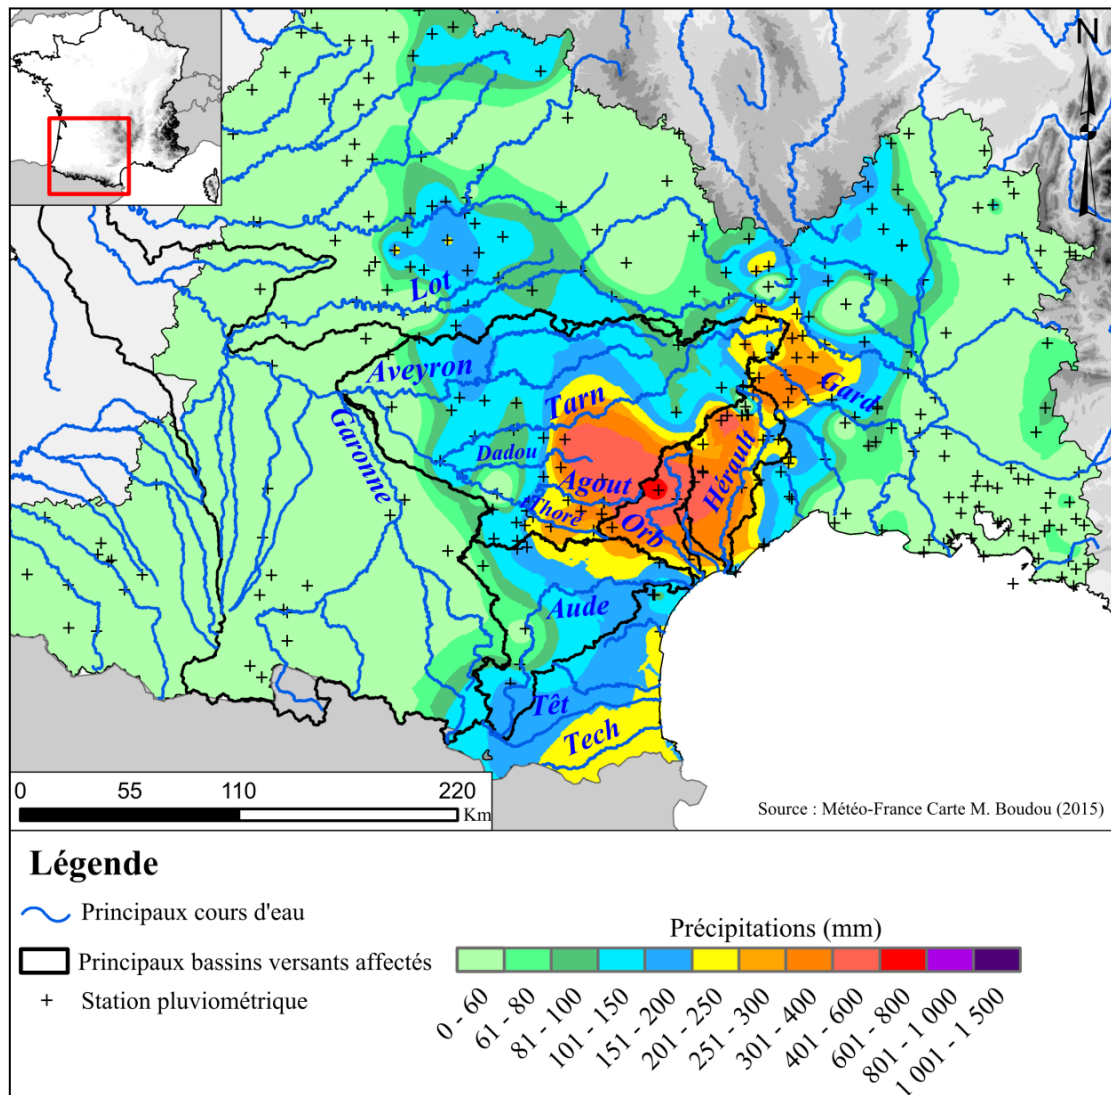 N
Lot
Aveyron
Garonne
Tarn
Dadou
Agout
Thoré
Orb
Hérault
Gard
Aude
Têt
Tech
0 55 110 220
Km
Source : Météo-France Carte M. Boudou (2015)
Légende
Principaux cours d'eau
Principaux bassins versants affectés
Station pluviométrique
Précipitations (mm)
0 - 60
61 - 80
81 - 100
101 - 150
151 - 200
201 - 250
251 - 300
301 - 400
401 - 600
601 - 800
801 - 1 000
1 001 - 1 500